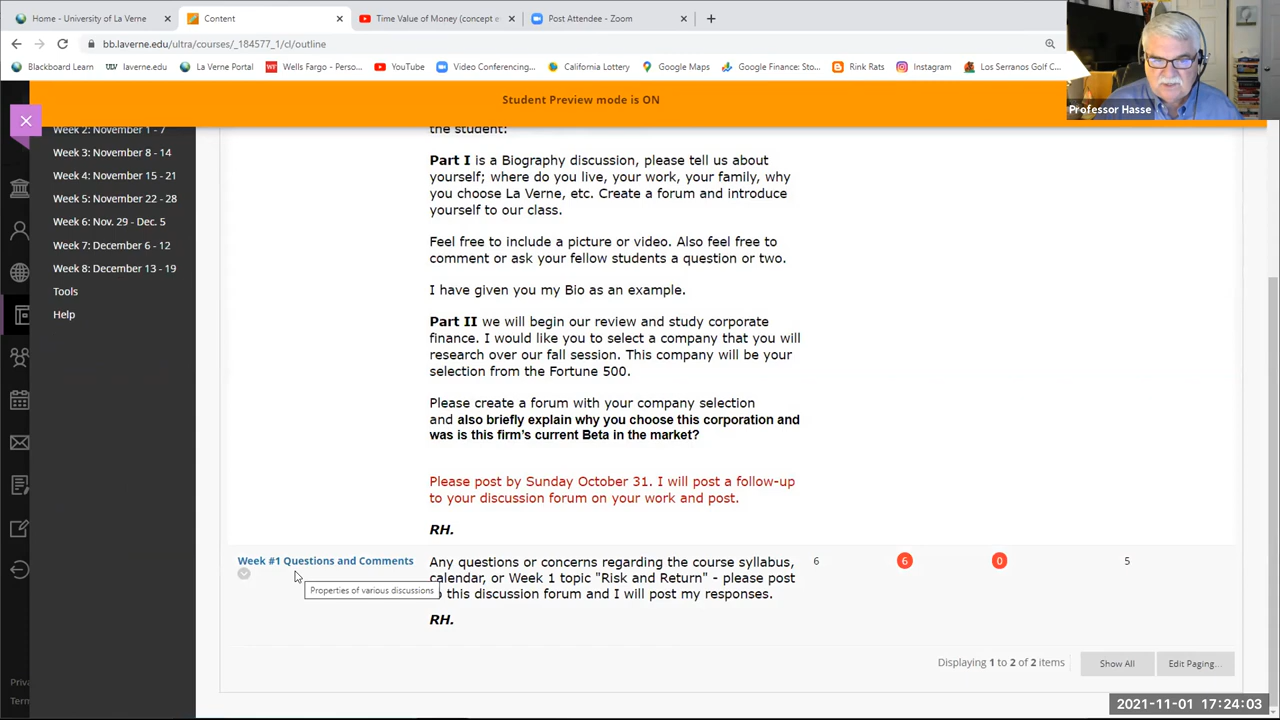 Home - University of La Verne
Content
Time Value of Money (concept e
Post Attendee - Zoom
bb.laverne.edu/ultra/courses/_184577_1/cl/outline
Blackboard Learn
laverne.edu
La Verne Portal
Wells Fargo - Perso...
YouTube
Video Conferencing...
California Lottery
Google Maps
Google Finance: Sto...
Rink Rats
Instagram
Los Serranos Golf C...
Professor Hasse
Student Preview mode is ON
Week 2: November 1 - 7
Week 3: November 8 - 14
Week 4: November 15 - 21
Week 5: November 22 - 28
Week 6: Nov. 29 - Dec. 5
Week 7: December 6 - 12
Week 8: December 13 - 19
Tools
Help
Priva
Term
the student:
Part I is a Biography discussion, please tell us about
yourself; where do you live, your work, your family, why
you choose La Verne, etc. Create a forum and introduce
yourself to our class.
Feel free to include a picture or video. Also feel free to
comment or ask your fellow students a question or two.
I have given you my Bio as an example.
Part II we will begin our review and study corporate
finance. I would like you to select a company that you will
research over our fall session. This company will be your
selection from the Fortune 500.
Please create a forum with your company selection
and also briefly explain why you choose this corporation and
was is this firm's current Beta in the market?
Please post by Sunday October 31. I will post a follow-up
to your discussion forum on your work and post.
RH.
Week #1 Questions and Comments
Properties of various discussions
Any questions or concerns regarding the course syllabus,
calendar, or Week 1 topic "Risk and Return" - please post
this discussion forum and I will post my responses.
RH.
6
6
0
5
Displaying 1 to 2 of 2 items
Show All
Edit Paging...
2021-11-01 17:24:03